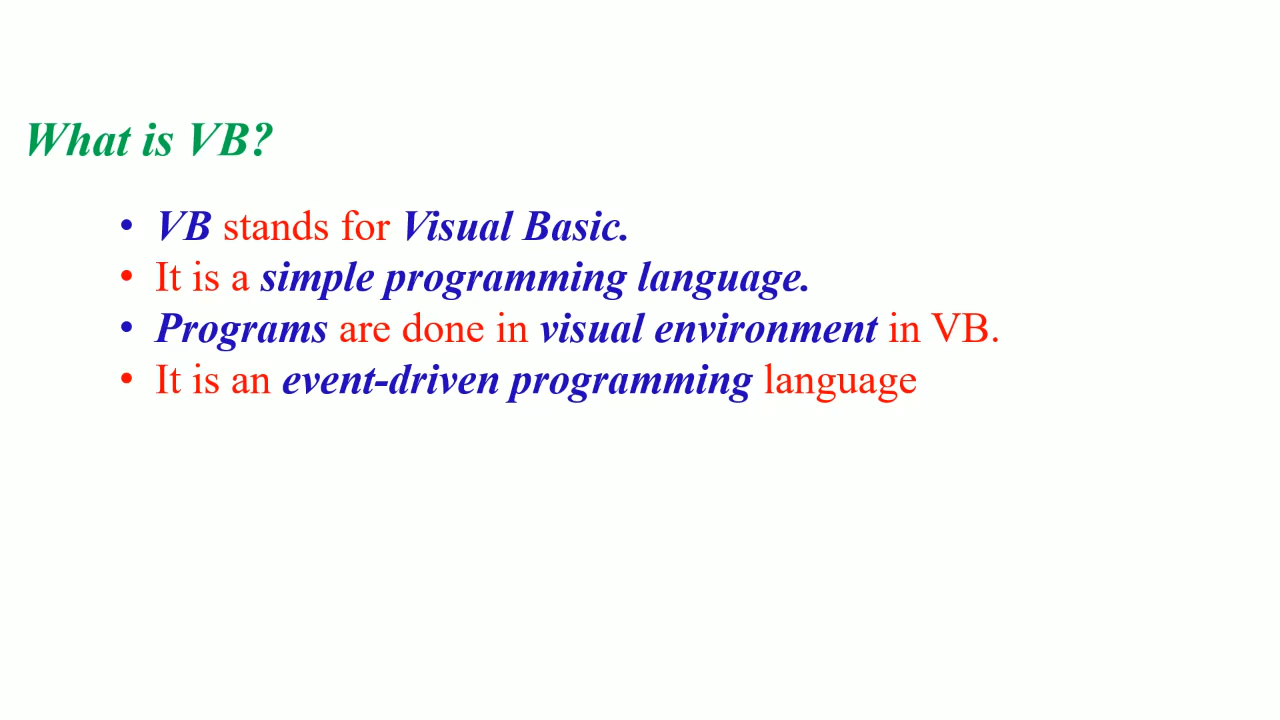 What is VB?
• VB stands for Visual Basic.
• It is a simple programming language.
• Programs are done in visual environment in VB.
• It is an event-driven programming language